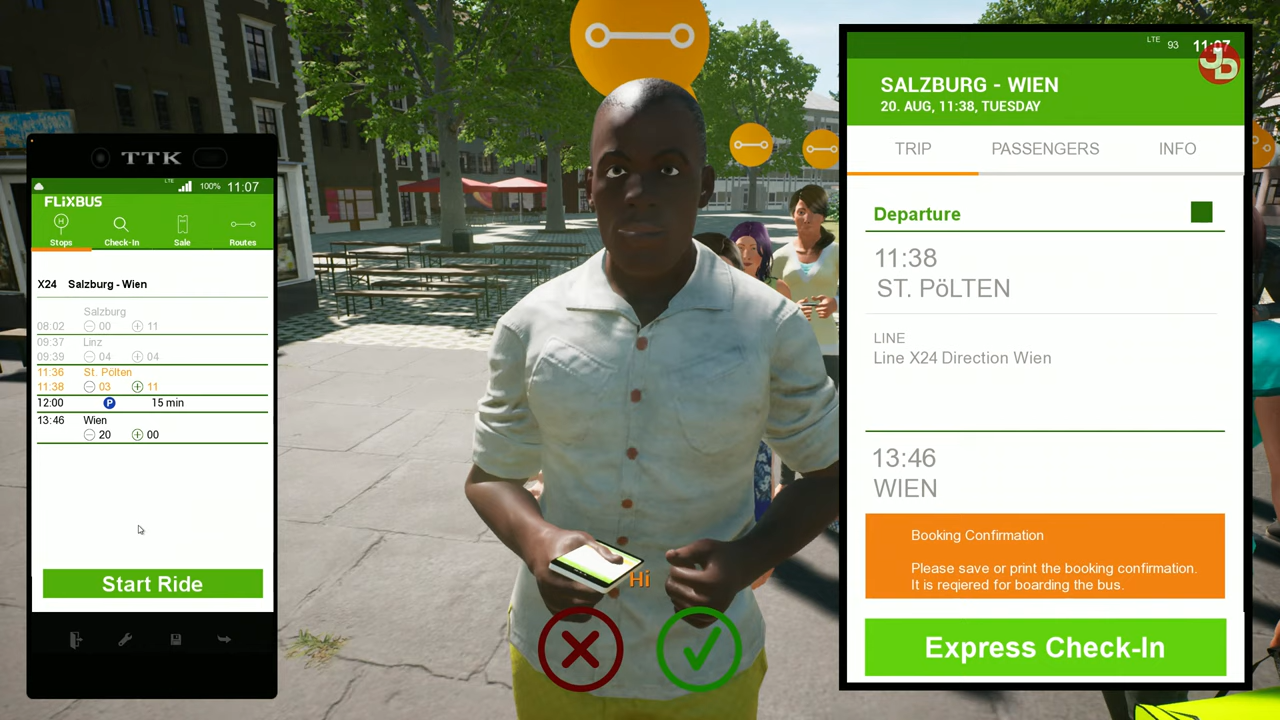 TTK
LTE 100% 11:07
FLiXBUS
H
Stops Check-In Sale Routes
X24 Salzburg - Wien
Salzburg
08:02 00 11
09:37 Linz
09:39 04 04
11:36 St. Pölten
11:38 03 11
12:00 P 15 min
13:46 Wien
20 00
Start Ride
Hi
LTE 93 11:07
JD
SALZBURG - WIEN
20. AUG, 11:38, TUESDAY
TRIP PASSENGERS INFO
Departure
11:38
ST. PöLTEN
LINE
Line X24 Direction Wien
13:46
WIEN
Booking Confirmation
Please save or print the booking confirmation.
It is reqiered for boarding the bus.
Express Check-In